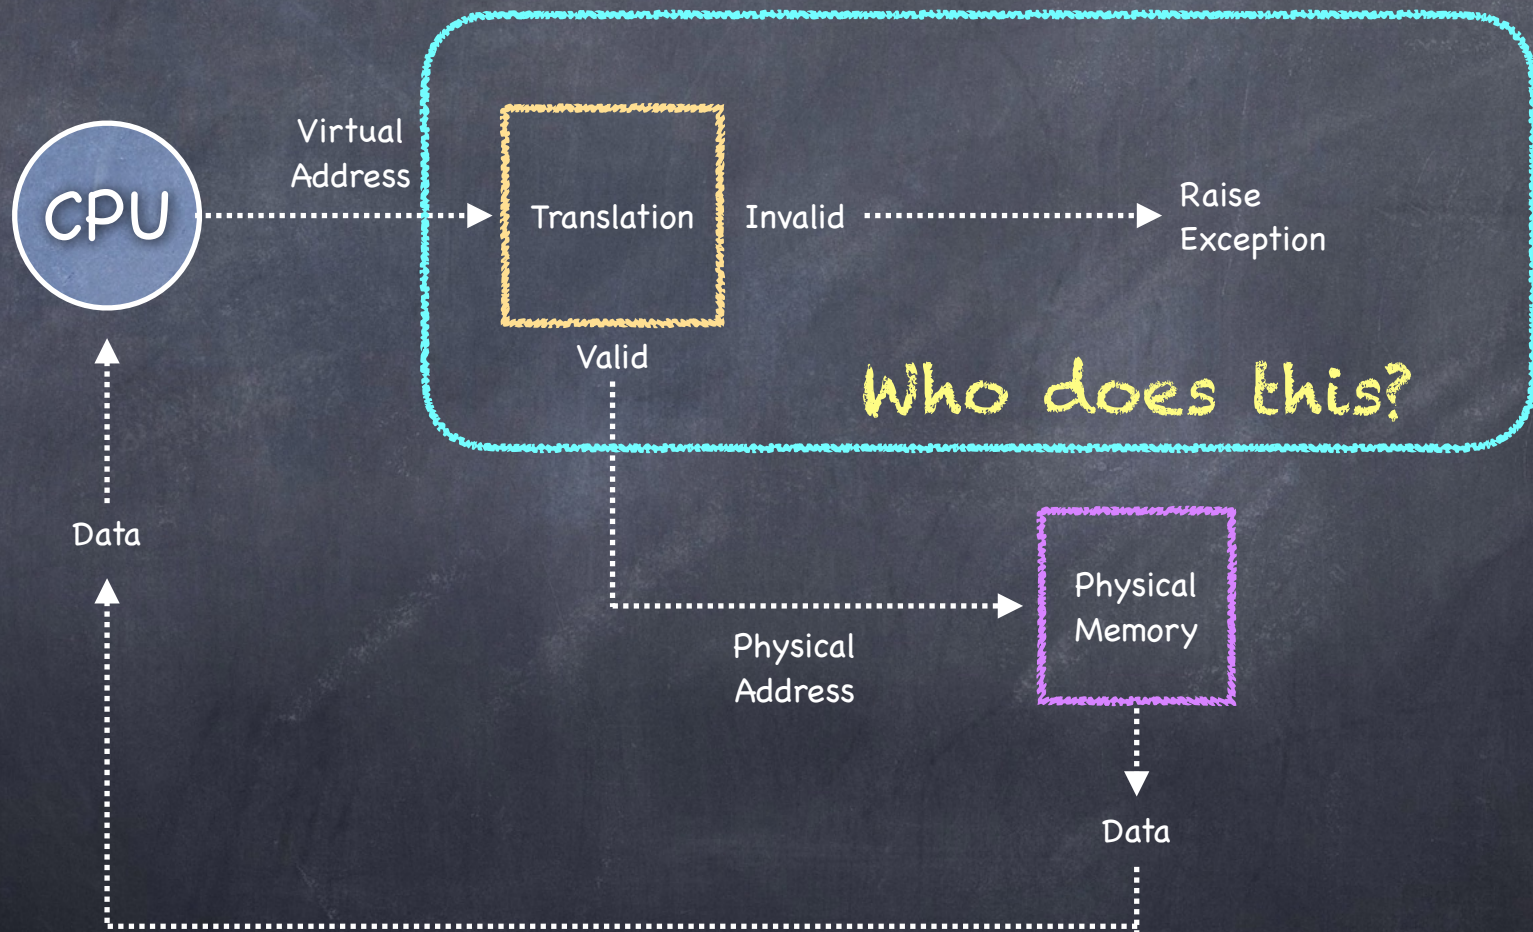 Virtual
Address
CPU
Translation
Invalid
Raise
Exception
Valid
Who does this?
Data
Physical
Memory
Physical
Address
Data